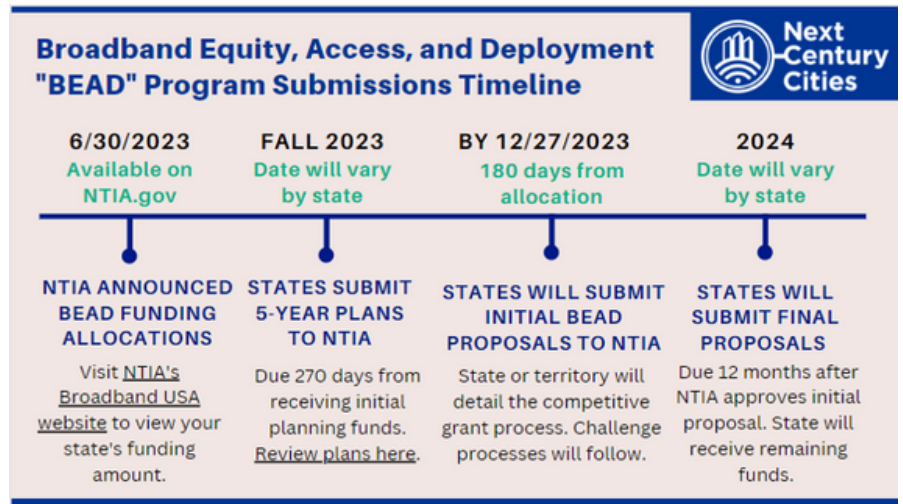 Broadband Equity, Access, and Deployment
"BEAD" Program Submissions Timeline
Next
Century
Cities
6/30/2023
Available on
NTIA.gov
NTIA ANNOUNCED
BEAD FUNDING
ALLOCATIONS
Visit NTIA's
Broadband USA
website to view your
state's funding
amount.
FALL 2023
Date will vary
by state
STATES SUBMIT
5-YEAR PLANS
TO NTIA
Due 270 days from
receiving initial
planning funds.
Review plans here.
BY 12/27/2023
180 days from
allocation
STATES WILL SUBMIT
INITIAL BEAD
PROPOSALS TO NTIA
State or territory will
detail the competitive
grant process. Challenge
processes will follow.
2024
Date will vary
by state
STATES WILL
SUBMIT FINAL
PROPOSALS
Due 12 months after
NTIA approves initial
proposal. State will
receive remaining
funds.